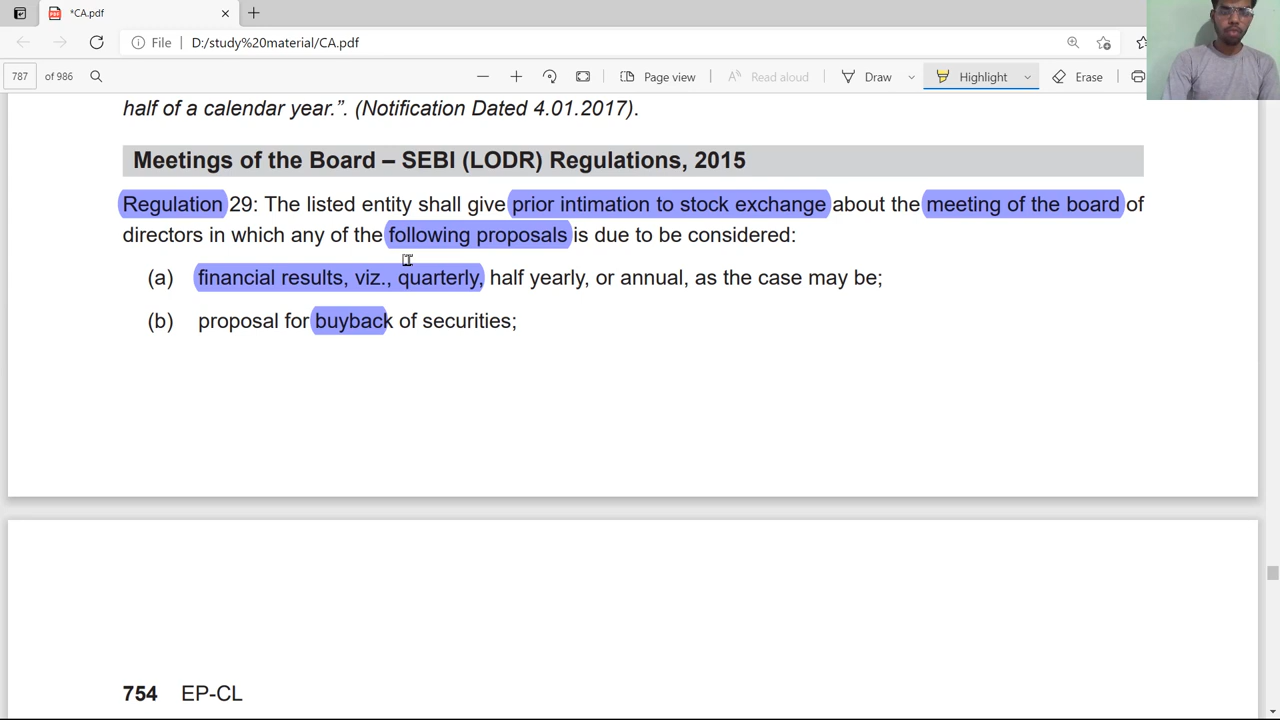 *CA.pdf
File D:/study%20material/CA.pdf
787 of 986 Page view Read aloud Draw Highlight Erase
half of a calendar year.”. (Notification Dated 4.01.2017).
Meetings of the Board – SEBI (LODR) Regulations, 2015
Regulation 29: The listed entity shall give prior intimation to stock exchange about the meeting of the board of
directors in which any of the following proposals is due to be considered:
(a) financial results, viz., quarterly, half yearly, or annual, as the case may be;
(b) proposal for buyback of securities;
754 EP-CL